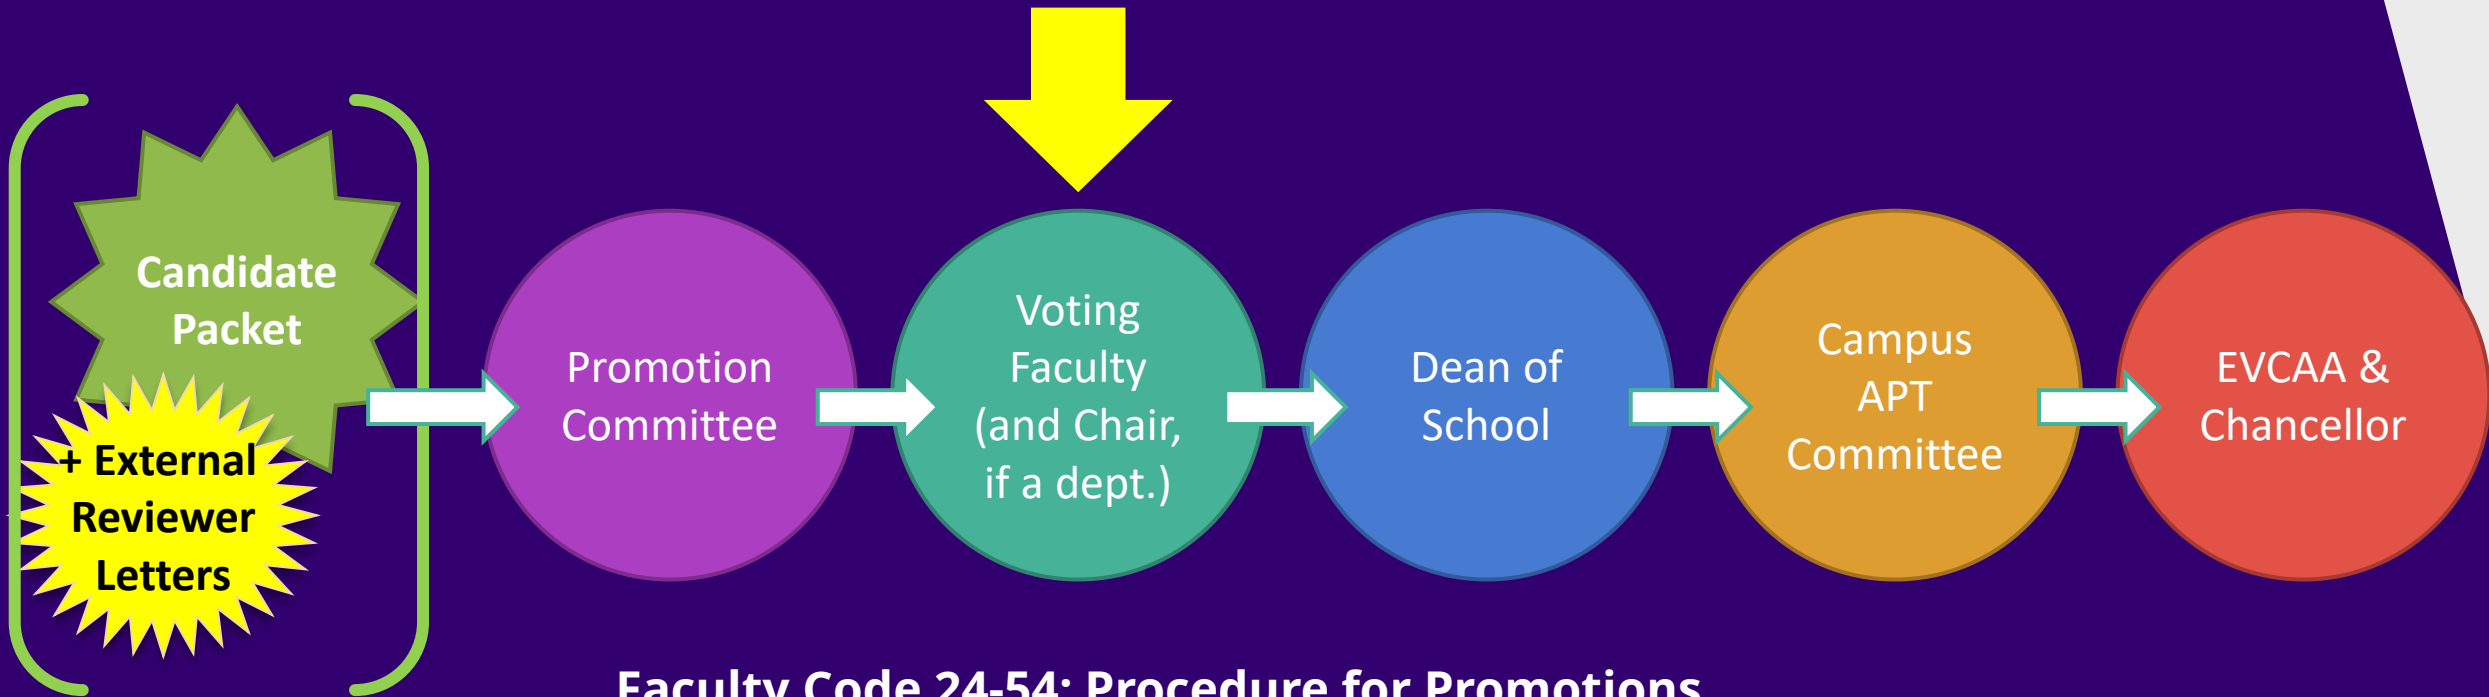 Candidate
Packet
+ External
Reviewer
Letters
Promotion
Committee
Voting
Faculty
(and Chair,
if a dept.)
Dean of
School
Campus
APT
Committee
EVCAA &
Chancellor
Faculty Code 24-54: Procedure for Promotions